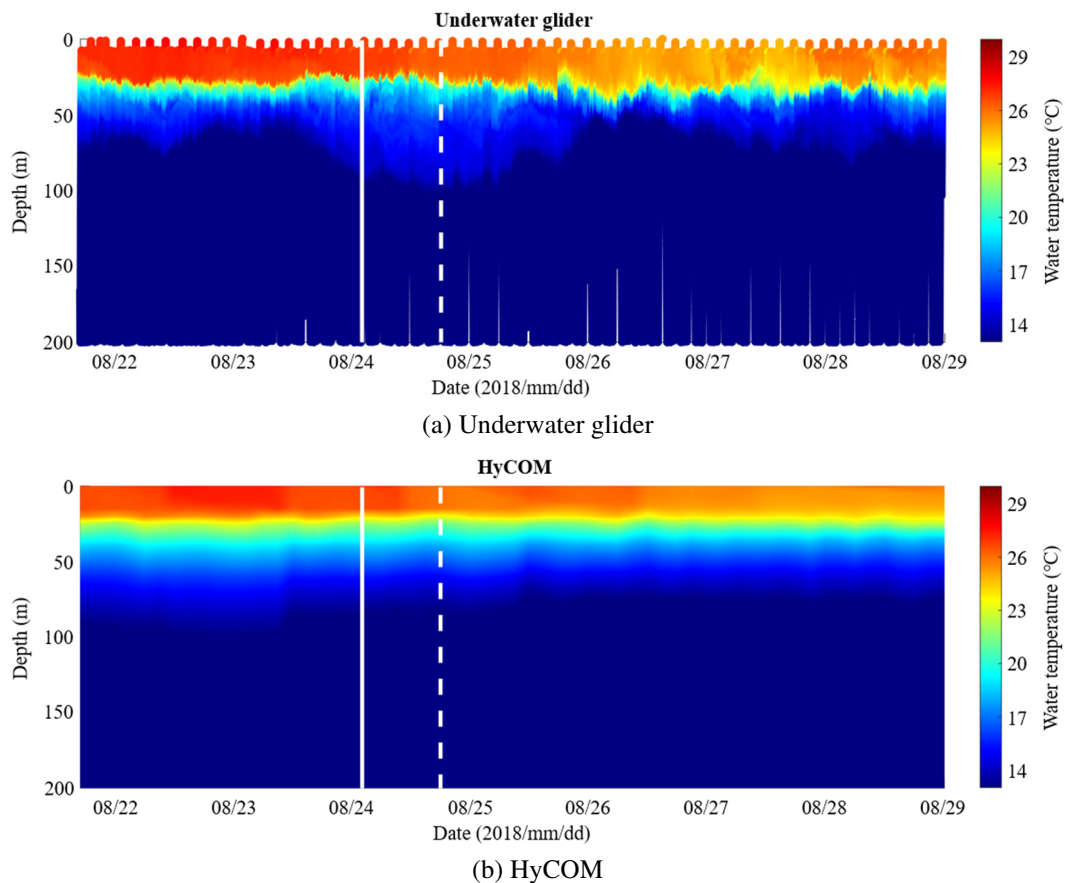 Underwater glider
0
50
100
150
200
Depth (m)
08/22 08/23 08/24 08/25 08/26 08/27 08/28 08/29
Date (2018/mm/dd)
29
26
23
20
17
14
Water temperature (°C)
(a) Underwater glider
HyCOM
0
50
100
150
200
Depth (m)
08/22 08/23 08/24 08/25 08/26 08/27 08/28 08/29
Date (2018/mm/dd)
29
26
23
20
17
14
Water temperature (°C)
(b) HyCOM